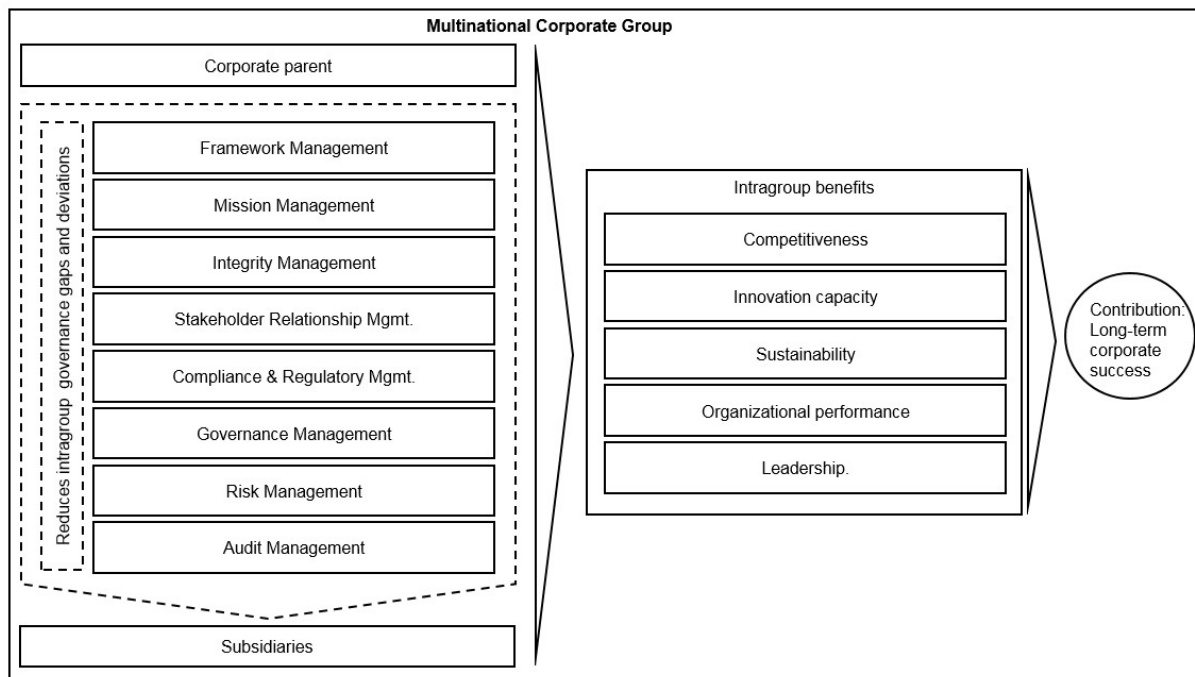 Multinational Corporate Group
Corporate parent
Reduces intragroup governance gaps and deviations
Framework Management
Mission Management
Integrity Management
Stakeholder Relationship Mgmt.
Compliance & Regulatory Mgmt.
Governance Management
Risk Management
Audit Management
Subsidiaries
Intragroup benefits
Competitiveness
Innovation capacity
Sustainability
Organizational performance
Leadership.
Contribution:
Long-term
corporate
success